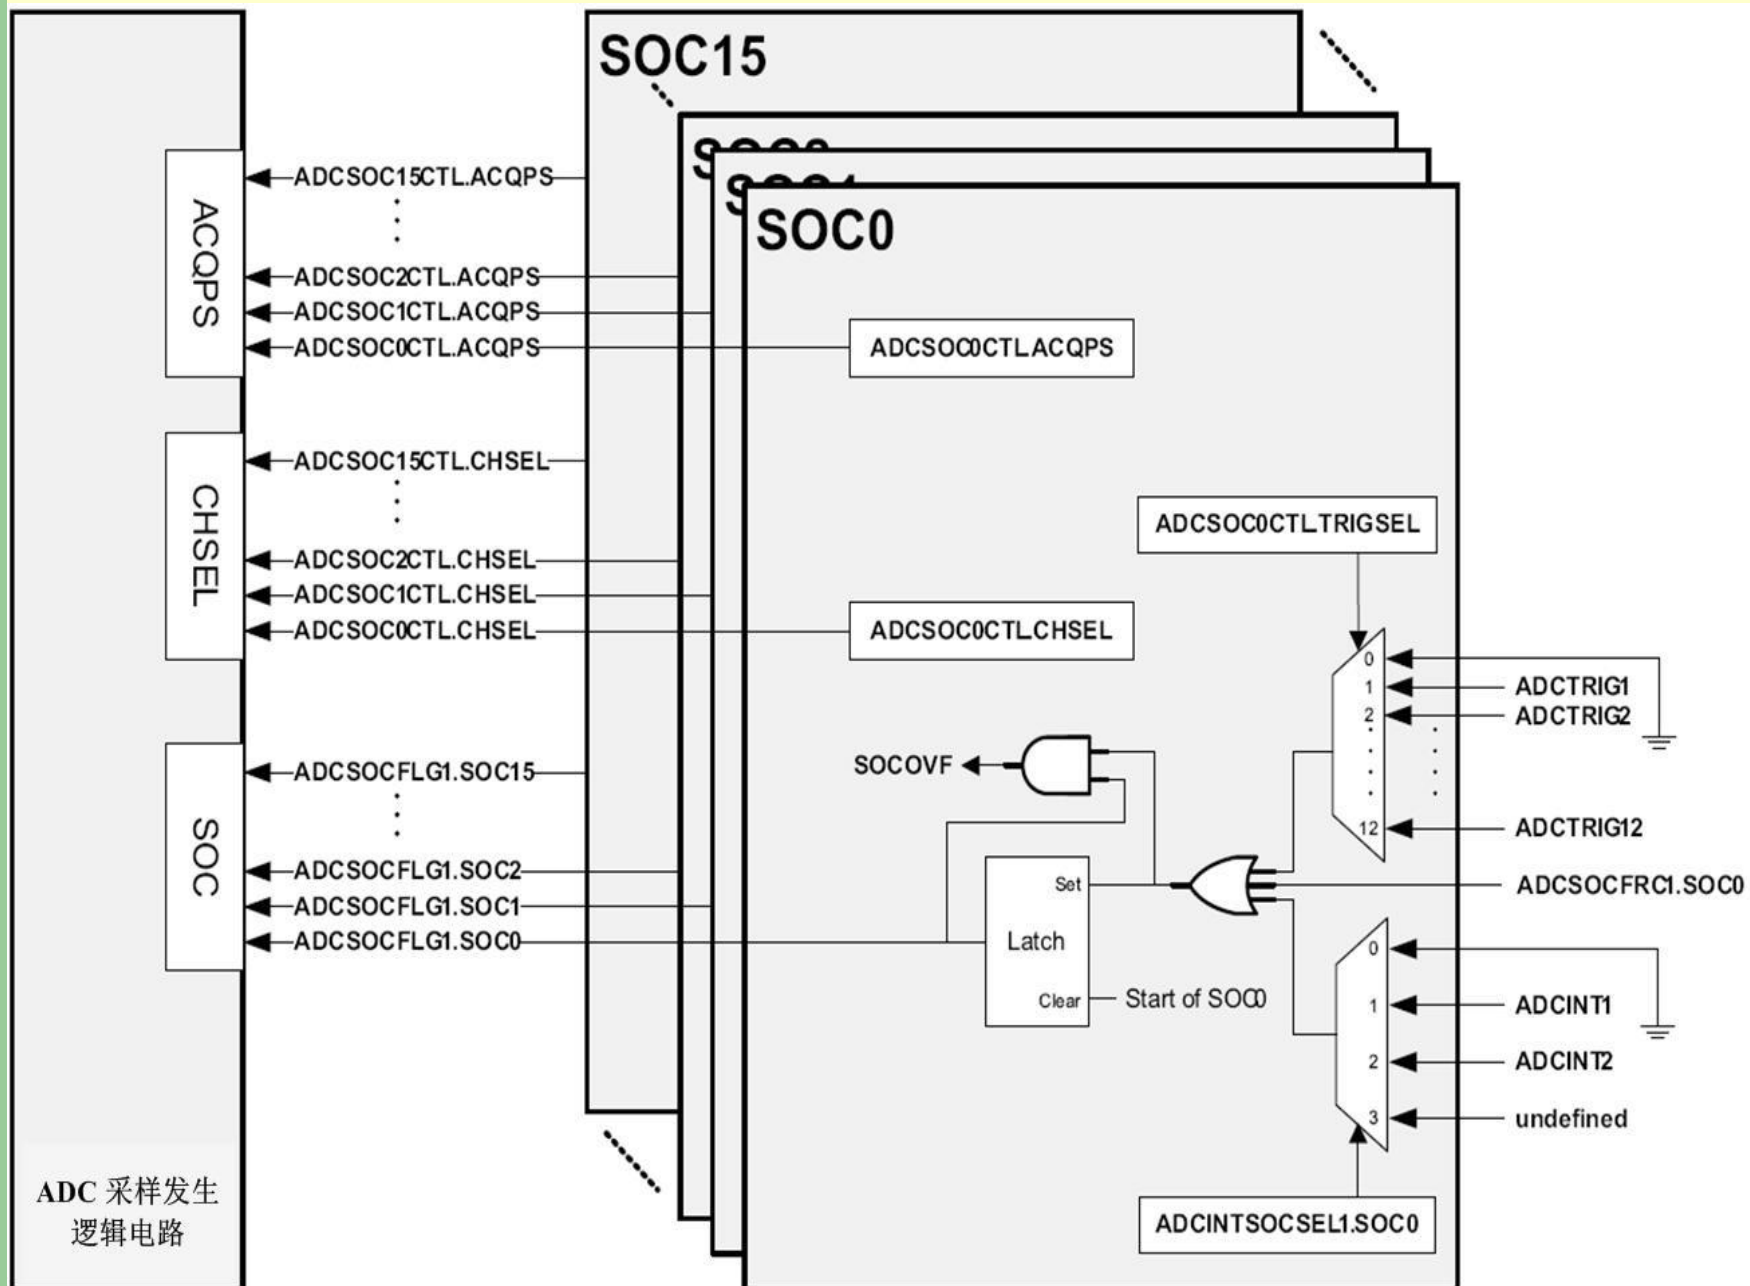 SOC15
SOC0
ACQPS
ADCSOC15CTL.ACQPS
ADCSOC2CTL.ACQPS
ADCSOC1CTL.ACQPS
ADCSOC0CTL.ACQPS
ADCSOC0CTL.ACQPS
CHSEL
ADCSOC15CTL.CHSEL
ADCSOC2CTL.CHSEL
ADCSOC1CTL.CHSEL
ADCSOC0CTL.CHSEL
ADCSOC0CTL.CHSEL
ADCSOC0CTL.TRIGSEL
0
1
2
12
ADCTRIG1
ADCTRIG2
ADCTRIG12
SOC
ADCSOCFLG1.SOC15
ADCSOCFLG1.SOC2
ADCSOCFLG1.SOC1
ADCSOCFLG1.SOC0
SOCOVF
Set
Latch
Clear
Start of SOC0
ADCSOCFRC1.SOC0
0
1
2
3
ADCINT1
ADCINT2
undefined
ADCINTSOCSEL1.SOC0
ADC 采样发生
逻辑电路